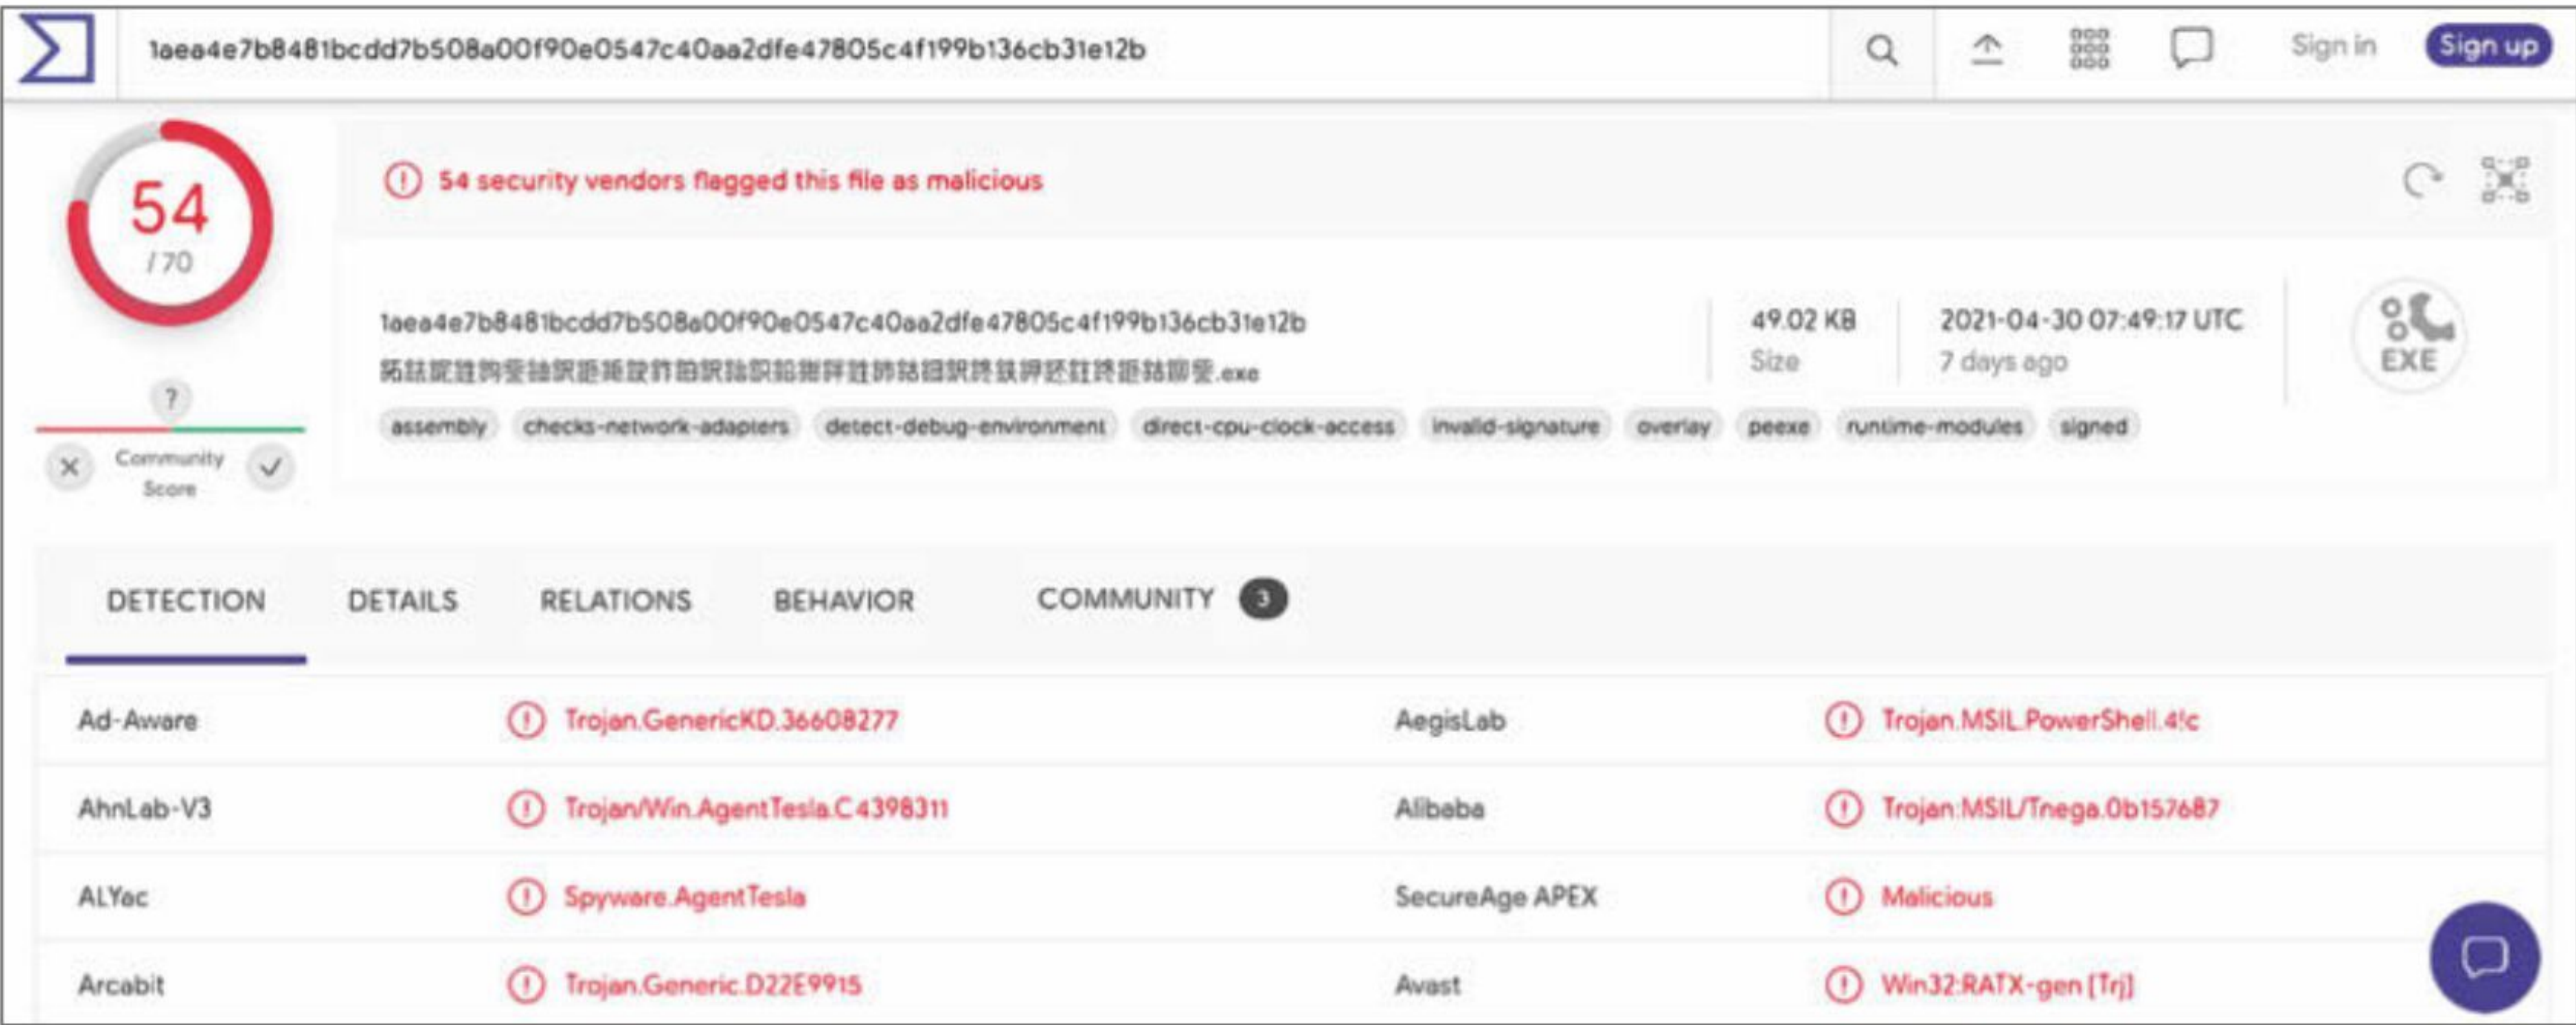 1aea4e7b8481bcdd7b508a00f90e0547c40aa2dfe47805c4f199b136cb31e12b
Sign in
Sign up
54
/ 70
54 security vendors flagged this file as malicious
1aea4e7b8481bcdd7b508a00f90e0547c40aa2dfe47805c4f199b136cb31e12b
.exe
49.02 KB
Size
2021-04-30 07:49:17 UTC
7 days ago
EXE
?
Community
Score
assembly checks-network-adapters detect-debug-environment direct-cpu-clock-access invalid-signature overlay peexe runtime-modules signed
DETECTION DETAILS RELATIONS BEHAVIOR COMMUNITY 3
Ad-Aware Trojan.GenericKD.36608277 AegisLab Trojan.MSIL.PowerShell.4!c
AhnLab-V3 Trojan/Win.AgentTesla.C4398311 Alibaba Trojan:MSIL/Tnega.0b157687
ALYac Spyware.AgentTesla SecureAge APEX Malicious
Arcabit Trojan.Generic.D22E9915 Avast Win32:RATX-gen [Trj]